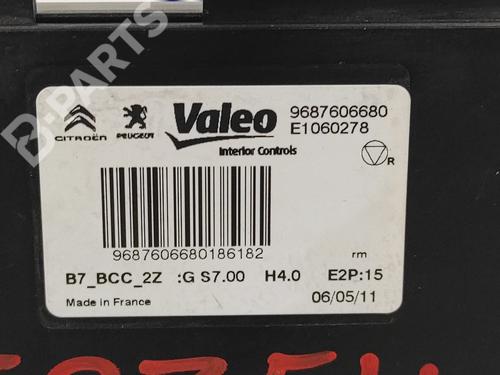 B-PARTS
CITROËN PEUGEOT Valeo 9687606680
E1060278
Interior Controls
R
9687606680186182
rm
B7_BCC_2Z :G S7.00 H4.0 E2P:15
Made in France 06/05/11